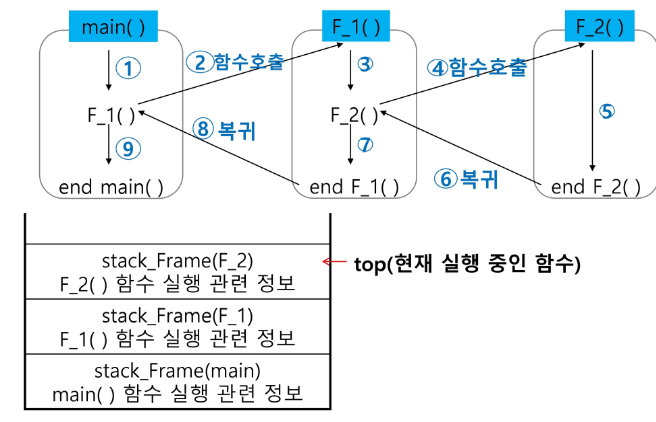 main( )
F_1( )
F_2( )
①
② 함수호출
③
④ 함수호출
⑤
F_1( )
F_2( )
⑨
⑧ 복귀
⑦
⑥ 복귀
end main( )
end F_1( )
end F_2( )
stack_Frame(F_2)
F_2( ) 함수 실행 관련 정보
top(현재 실행 중인 함수)
stack_Frame(F_1)
F_1( ) 함수 실행 관련 정보
stack_Frame(main)
main( ) 함수 실행 관련 정보